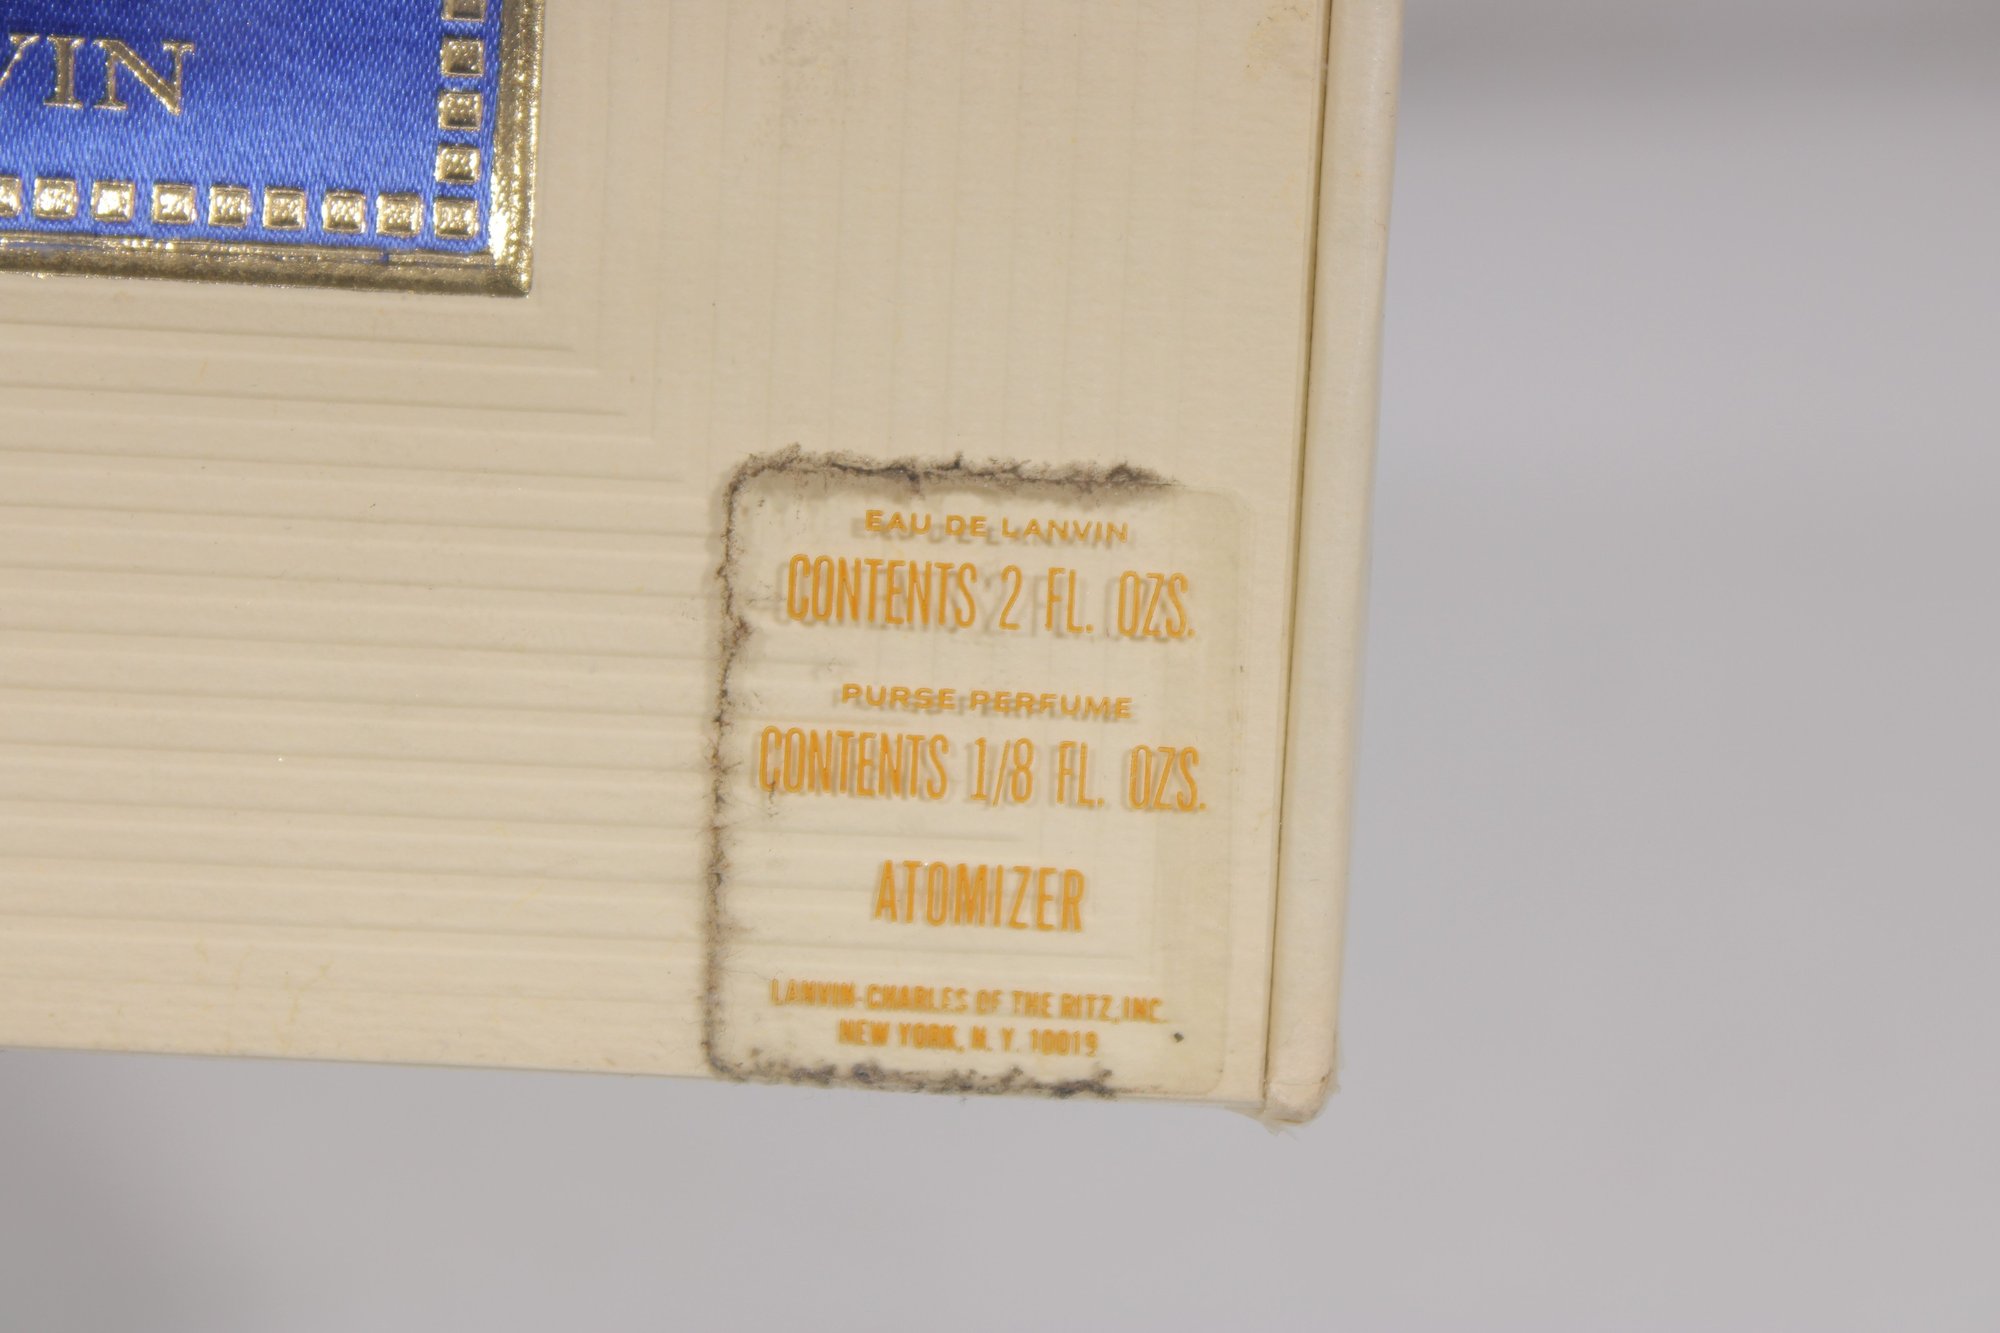 VIN
EAU DE LANVIN
CONTENTS 2 FL. OZS.
PURSE PERFUME
CONTENTS 1/8 FL. OZS.
ATOMIZER
LANVIN-CHARLES OF THE RITZ, INC.
NEW YORK, N. Y. 10019